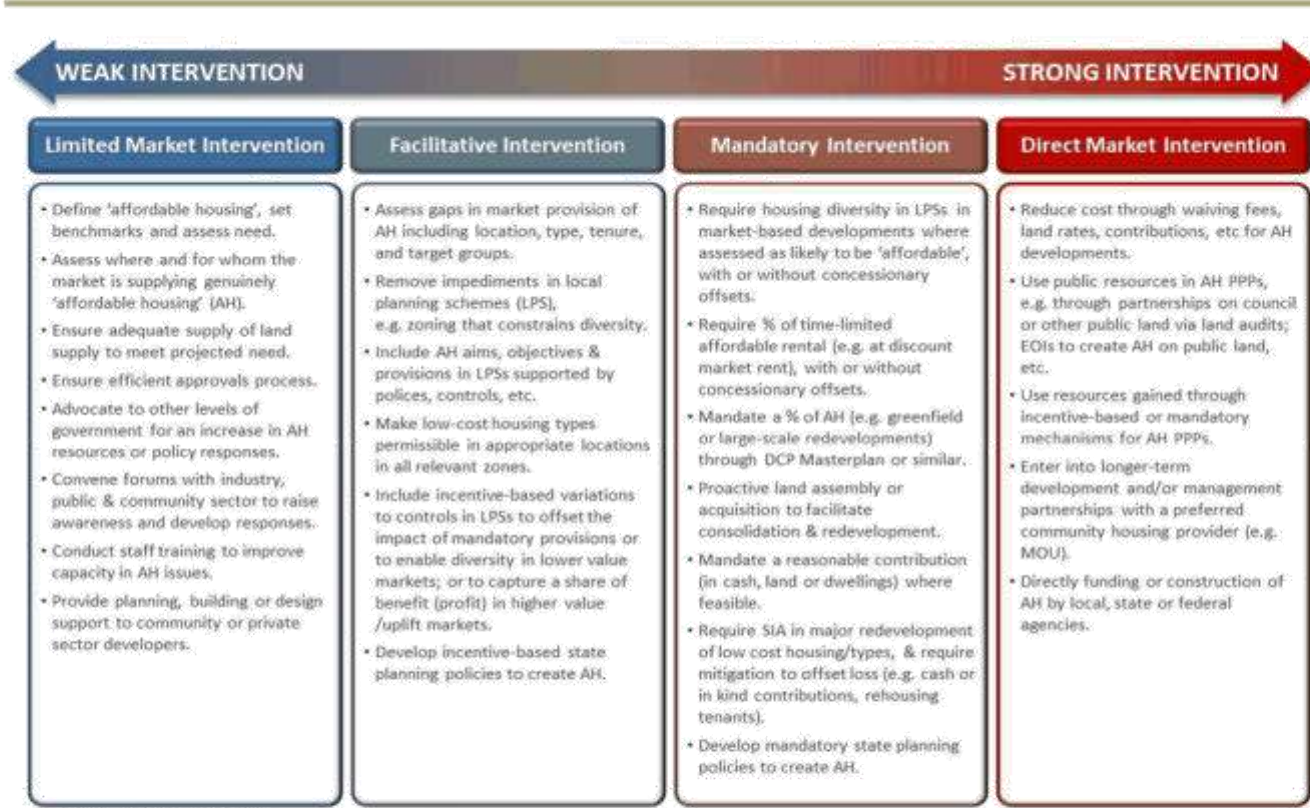 WEAK INTERVENTION
STRONG INTERVENTION
Limited Market Intervention
• Define ‘affordable housing’, set
benchmarks and assess need.
• Assess where and for whom the
market is supplying genuinely
‘affordable housing’ (AH).
• Ensure adequate supply of land
supply to meet projected need.
• Ensure efficient approvals process.
• Advocate to other levels of
government for an increase in AH
resources or policy responses.
• Convene forums with industry,
public & community sector to raise
awareness and develop responses.
• Conduct staff training to improve
capacity in AH issues.
• Provide planning, building or design
support to community or private
sector developers.
Facilitative Intervention
• Assess gaps in market provision of
AH including location, type, tenure,
and target groups.
• Remove impediments in local
planning schemes (LPS),
e.g. zoning that constrains diversity.
• Include AH aims, objectives &
provisions in LPSs supported by
polices, controls, etc.
• Make low-cost housing types
permissible in appropriate locations
in all relevant zones.
• Include incentive-based variations
to controls in LPSs to offset the
impact of mandatory provisions or
to enable diversity in lower value
markets; or to capture a share of
benefit (profit) in higher value
/uplift markets.
• Develop incentive-based state
planning policies to create AH.
Mandatory Intervention
• Require housing diversity in LPSs in
market-based developments where
assessed as likely to be ‘affordable’,
with or without concessionary
offsets.
• Require % of time-limited
affordable rental (e.g. at discount
market rent), with or without
concessionary offsets.
• Mandate a % of AH (e.g. greenfield
or large-scale redevelopments)
through DCP Masterplan or similar.
• Proactive land assembly or
acquisition to facilitate
consolidation & redevelopment.
• Mandate a reasonable contribution
(in cash, land or dwellings) where
feasible.
• Require SIA in major redevelopment
of low cost housing/types, & require
mitigation to offset loss (e.g. cash or
in kind contributions, rehousing
tenants).
• Develop mandatory state planning
policies to create AH.
Direct Market Intervention
• Reduce cost through waiving fees,
land rates, contributions, etc for AH
developments.
• Use public resources in AH PPPs,
e.g. through partnerships on council
or other public land via land audits;
EOIs to create AH on public land,
etc.
• Use resources gained through
incentive-based or mandatory
mechanisms for AH PPPs.
• Enter into longer-term
development and/or management
partnerships with a preferred
community housing provider (e.g.
MOU).
• Directly funding or construction of
AH by local, state or federal
agencies.